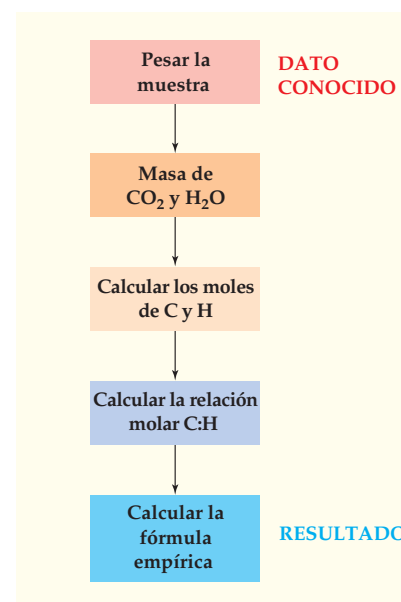 Pesar la
muestra
DATO
CONOCIDO
Masa de
CO₂ y H₂O
Calcular los moles
de C y H
Calcular la relación
molar C:H
Calcular la
fórmula
empírica
RESULTADO